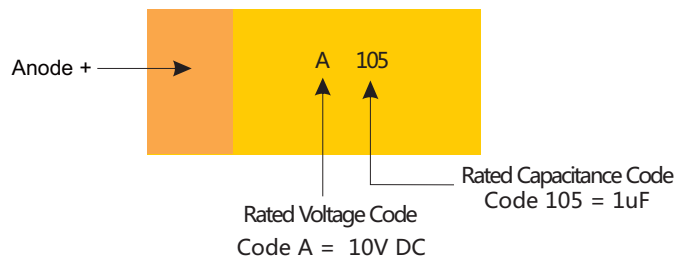 A 105
Anode +
Rated Capacitance Code
Code 105 = 1uF
Rated Voltage Code
Code A = 10V DC